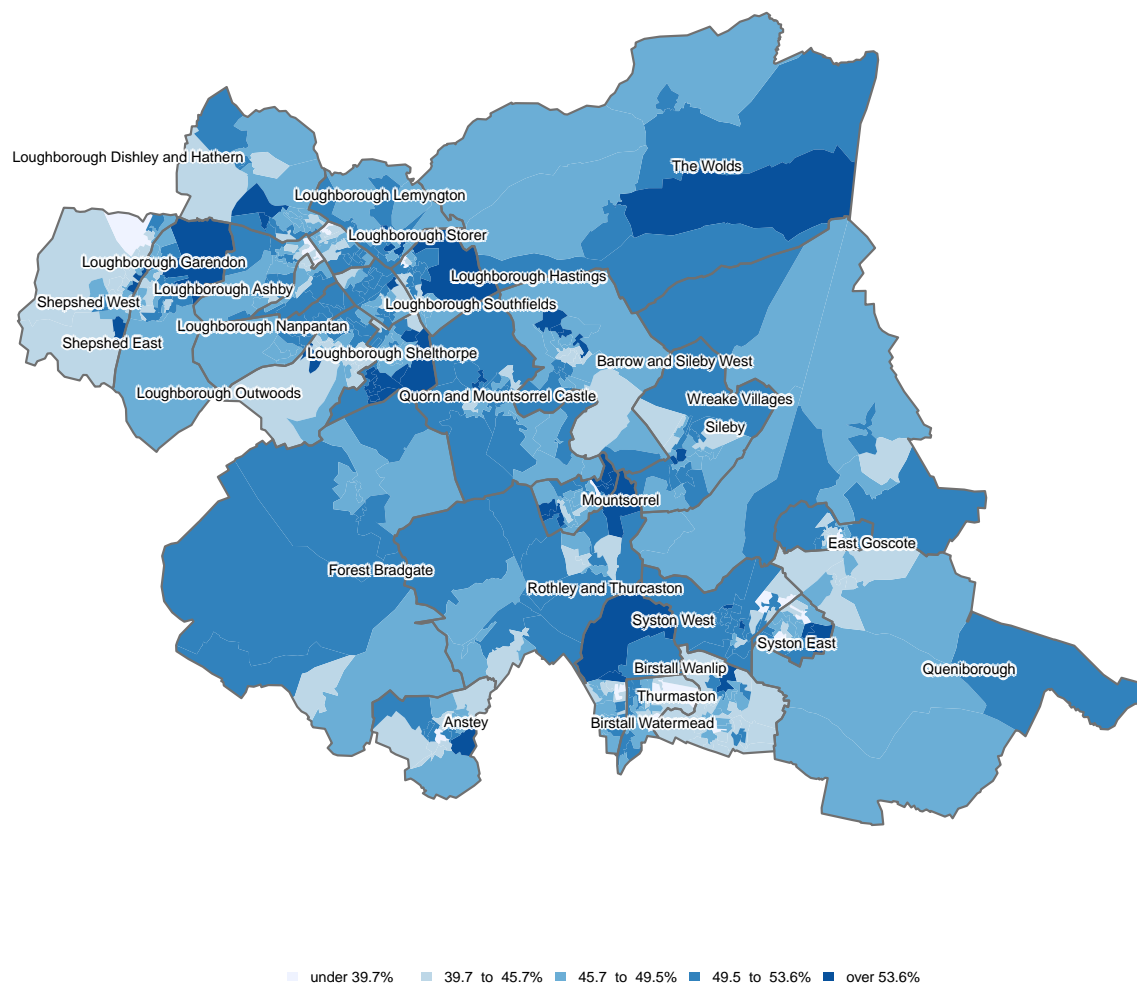 Loughborough Dishley and Hathern
The Wolds
Loughborough Lemyngton
Loughborough Storer
Loughborough Garendon
Loughborough Hastings
Loughborough Ashby
Shepshed West
Loughborough Southfields
Loughborough Nanpantan
Shepshed East
Loughborough Shelthorpe
Barrow and Sileby West
Loughborough Outwoods
Quorn and Mountsorrel Castle
Wreake Villages
Sileby
Mountsorrel
East Goscote
Forest Bradgate
Rothley and Thurcaston
Syston West
Syston East
Birstall Wanlip
Queniborough
Thurmaston
Anstey
Birstall Watermead
under 39.7%
39.7 to 45.7%
45.7 to 49.5%
49.5 to 53.6%
over 53.6%